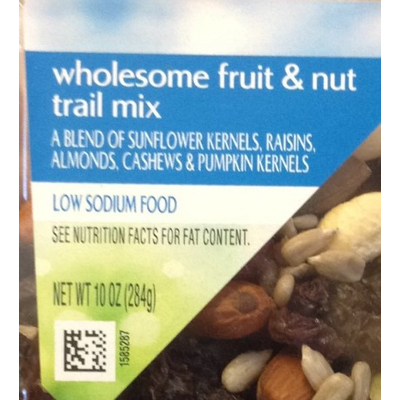 wholesome fruit & nut
trail mix
A BLEND OF SUNFLOWER KERNELS, RAISINS,
ALMONDS, CASHEWS & PUMPKIN KERNELS
LOW SODIUM FOOD
SEE NUTRITION FACTS FOR FAT CONTENT.
NET WT 10 OZ (284g)
1585287